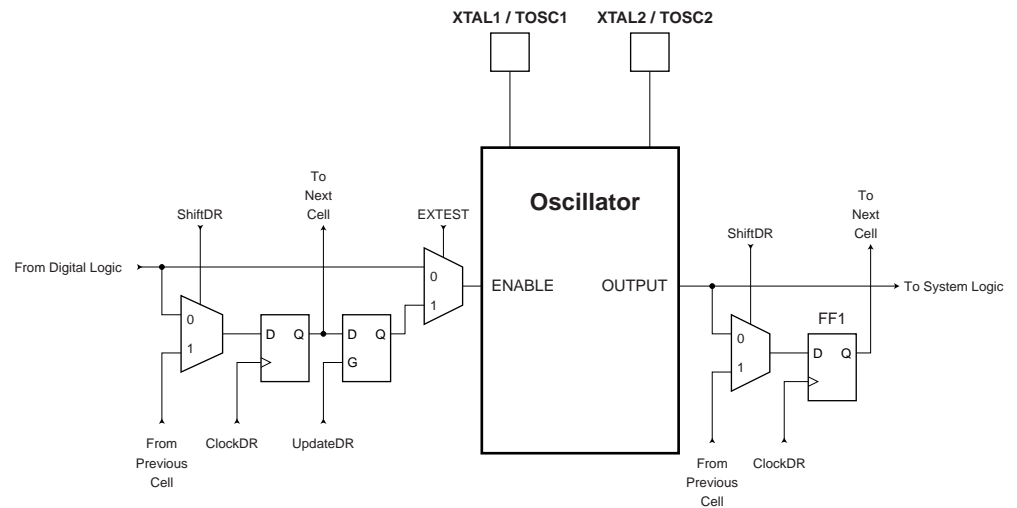 XTAL1 / TOSC1
XTAL2 / TOSC2
Oscillator
ENABLE
OUTPUT
To
Next
Cell
ShiftDR
EXTEST
From Digital Logic
0
1
0
1
D
Q
D
Q
G
From
Previous
Cell
ClockDR
UpdateDR
To
Next
Cell
ShiftDR
To System Logic
FF1
0
1
D
Q
From
Previous
Cell
ClockDR